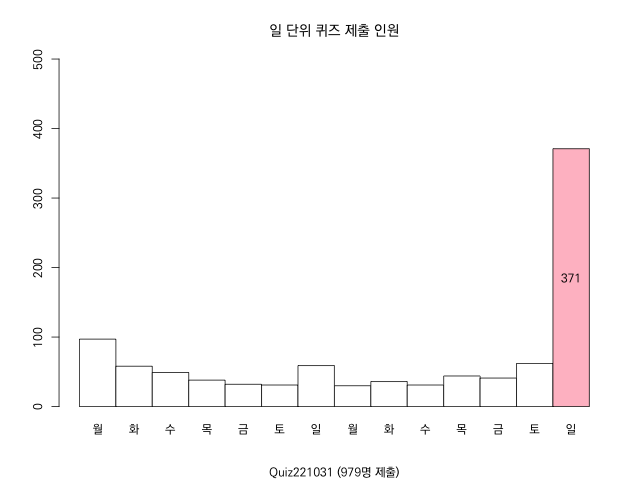 일 단위 퀴즈 제출 인원
500
400
300
200
100
0
371
월 화 수 목 금 토 일 월 화 수 목 금 토 일
Quiz221031 (979명 제출)